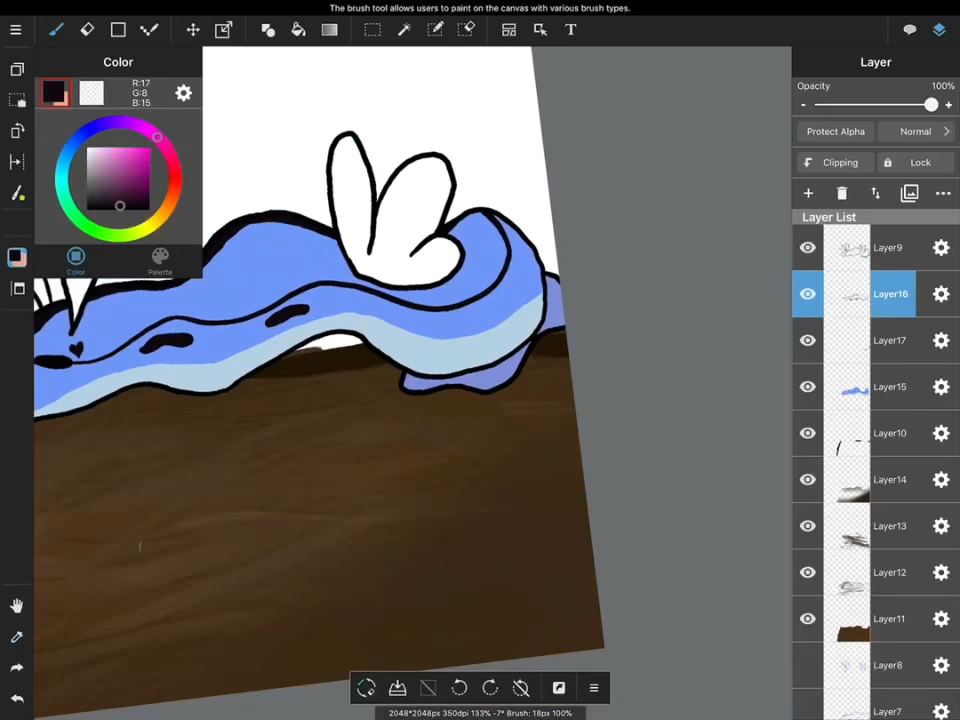 The brush tool allows users to paint on the canvas with various brush types.
T
Color
R:17
G:8
B:15
Color
Palette
Layer
Opacity 100%
- +
Protect Alpha Normal
Clipping Lock
Layer List
Layer9
Layer16
Layer17
Layer15
Layer10
Layer14
Layer13
Layer12
Layer11
Layer8
Layer7
2048*2048px 350dpi 133% -7° Brush: 18px 100%